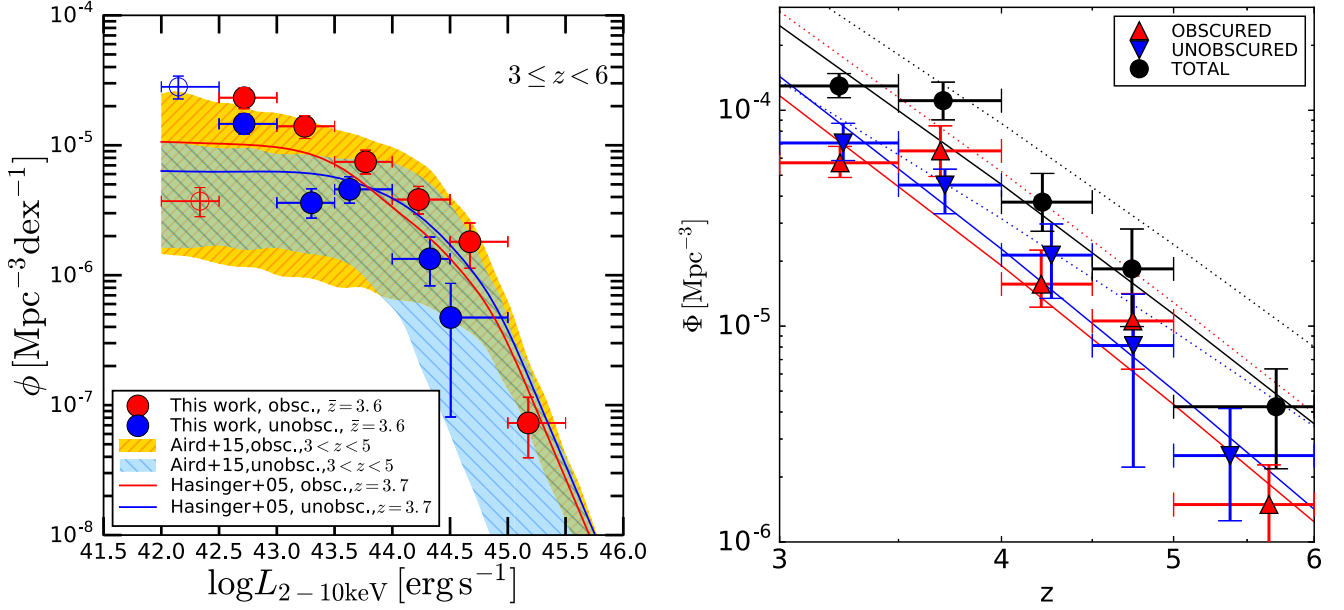 10⁻⁴
10⁻⁵
10⁻⁶
10⁻⁷
10⁻⁸
ϕ [Mpc⁻³dex⁻¹]
3 ≤ z < 6
This work, obsc., z̄ = 3.6
This work, unobsc., z̄ = 3.6
Aird+15,obsc.,3 < z < 5
Aird+15,unobsc.,3 < z < 5
Hasinger+05, obsc.,z = 3.7
Hasinger+05, unobsc.,z = 3.7
41.5 42.0 42.5 43.0 43.5 44.0 44.5 45.0 45.5 46.0
logL₂₋₁₀ₖₑᵥ [erg s⁻¹]
OBSCURED
UNOBSCURED
TOTAL
10⁻⁴
10⁻⁵
10⁻⁶
Φ [Mpc⁻³]
3 4 5 6
z